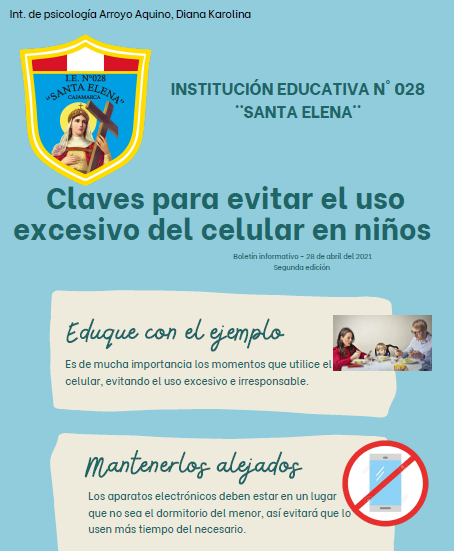 Int. de psicología Arroyo Aquino, Diana Karolina
I.E. N°028
"SANTA ELENA"
CAJAMARCA
INSTITUCIÓN EDUCATIVA N° 028
¨SANTA ELENA¨
Claves para evitar el uso
excesivo del celular en niños
Boletín informativo - 28 de abril del 2021
Segunda edición
Eduque con el ejemplo
Es de mucha importancia los momentos que utilice el
celular, evitando el uso excesivo e irresponsable.
Mantenerlos alejados
Los aparatos electrónicos deben estar en un lugar
que no sea el dormitorio del menor, así evitará que lo
usen más tiempo del necesario.